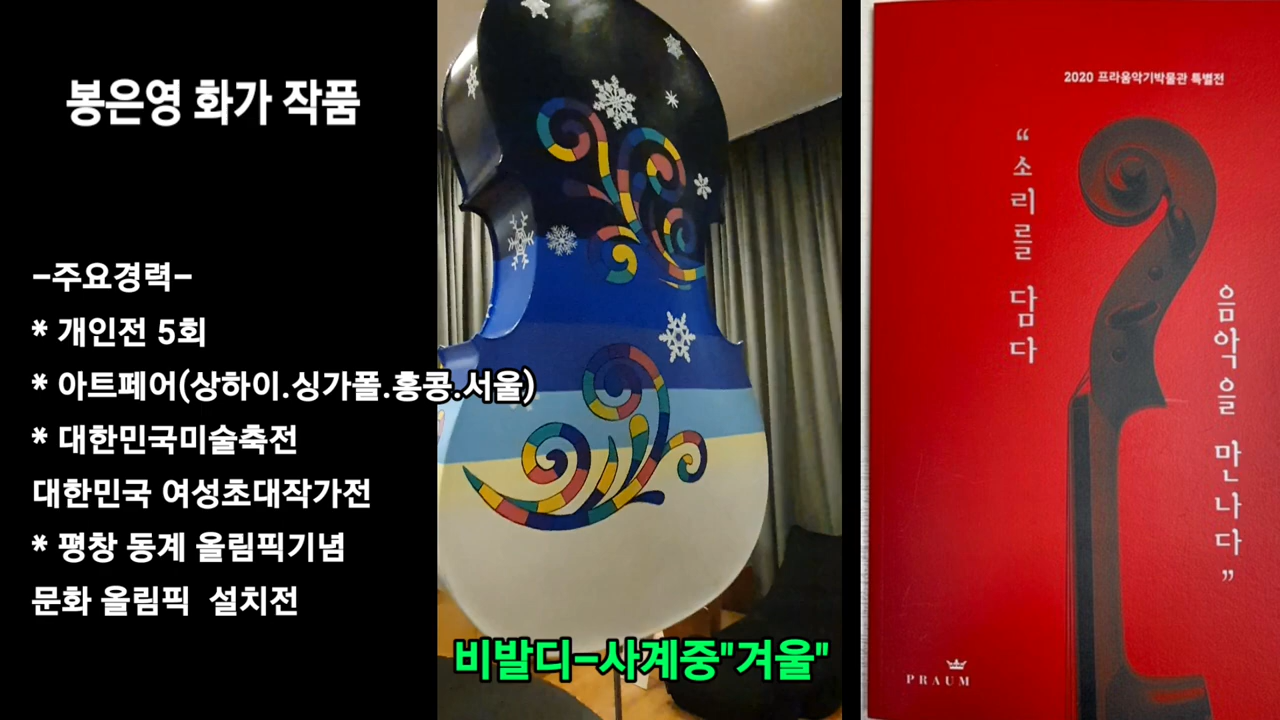 봉은영 화가 작품
-주요경력-
* 개인전 5회
* 아트페어(상하이.싱가폴.홍콩.서울)
* 대한민국미술축전
대한민국 여성초대작가전
* 평창 동계 올림픽기념
문화 올림픽 설치전
비발디-사계중"겨울"
2020 프라움악기박물관 특별전
“소리를 담다
음악을 만나다”
PRAUM